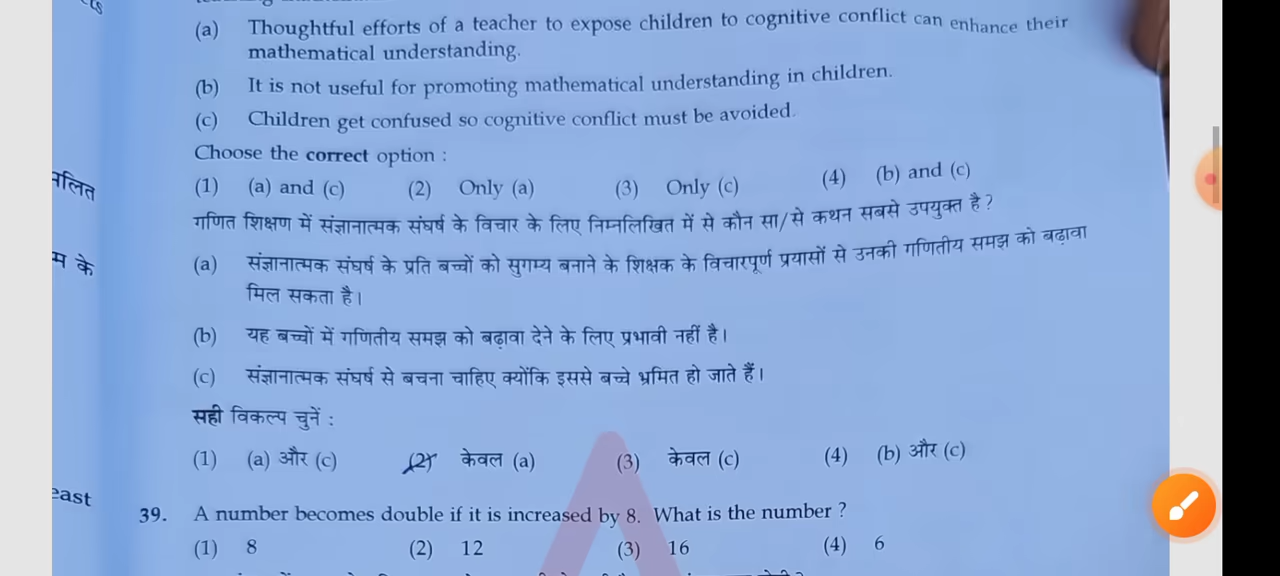 (a) Thoughtful efforts of a teacher to expose children to cognitive conflict can enhance their
mathematical understanding.
(b) It is not useful for promoting mathematical understanding in children.
(c) Children get confused so cognitive conflict must be avoided.
Choose the correct option :
(1) (a) and (c) (2) Only (a) (3) Only (c) (4) (b) and (c)
गणित शिक्षण में संज्ञानात्मक संघर्ष के विचार के लिए निम्नलिखित में से कौन सा/से कथन सबसे उपयुक्त है ?
(a) संज्ञानात्मक संघर्ष के प्रति बच्चों को सुगम्य बनाने के शिक्षक के विचारपूर्ण प्रयासों से उनकी गणितीय समझ को बढ़ावा
मिल सकता है।
(b) यह बच्चों में गणितीय समझ को बढ़ावा देने के लिए प्रभावी नहीं है।
(c) संज्ञानात्मक संघर्ष से बचना चाहिए क्योंकि इससे बच्चे भ्रमित हो जाते हैं।
सही विकल्प चुनें :
(1) (a) और (c) (2) केवल (a) (3) केवल (c) (4) (b) और (c)
म के
east
39. A number becomes double if it is increased by 8. What is the number ?
(1) 8 (2) 12 (3) 16 (4) 6